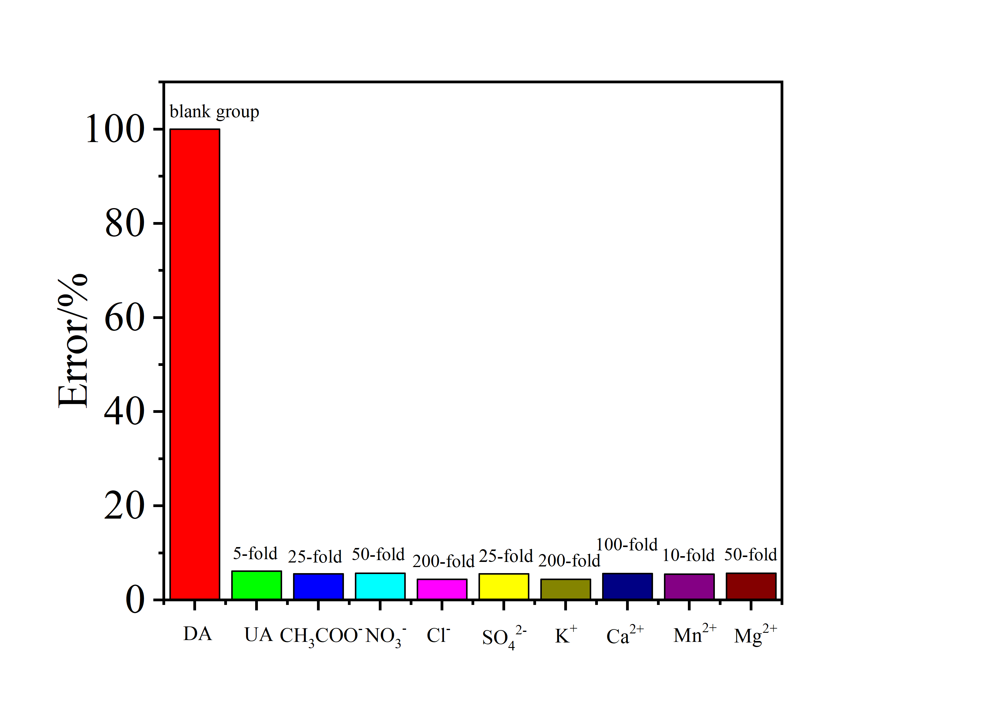 blank group
100
80
60
40
20
0
Error/%
5-fold
25-fold
50-fold
200-fold
25-fold
200-fold
100-fold
10-fold
50-fold
DA
UA
CH₃COO⁻
NO₃⁻
Cl⁻
SO₄²⁻
K⁺
Ca²⁺
Mn²⁺
Mg²⁺